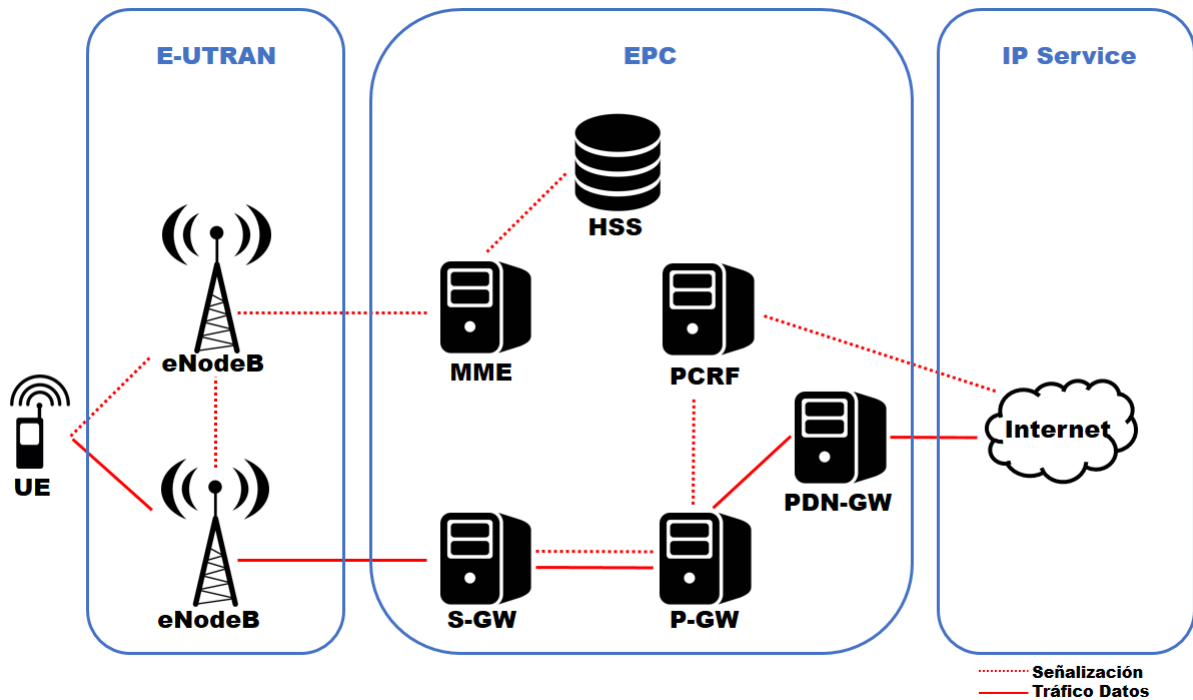 E-UTRAN
EPC
IP Service
HSS
eNodeB
MME
PCRF
Internet
UE
PDN-GW
eNodeB
S-GW
P-GW
Señalización
Tráfico Datos